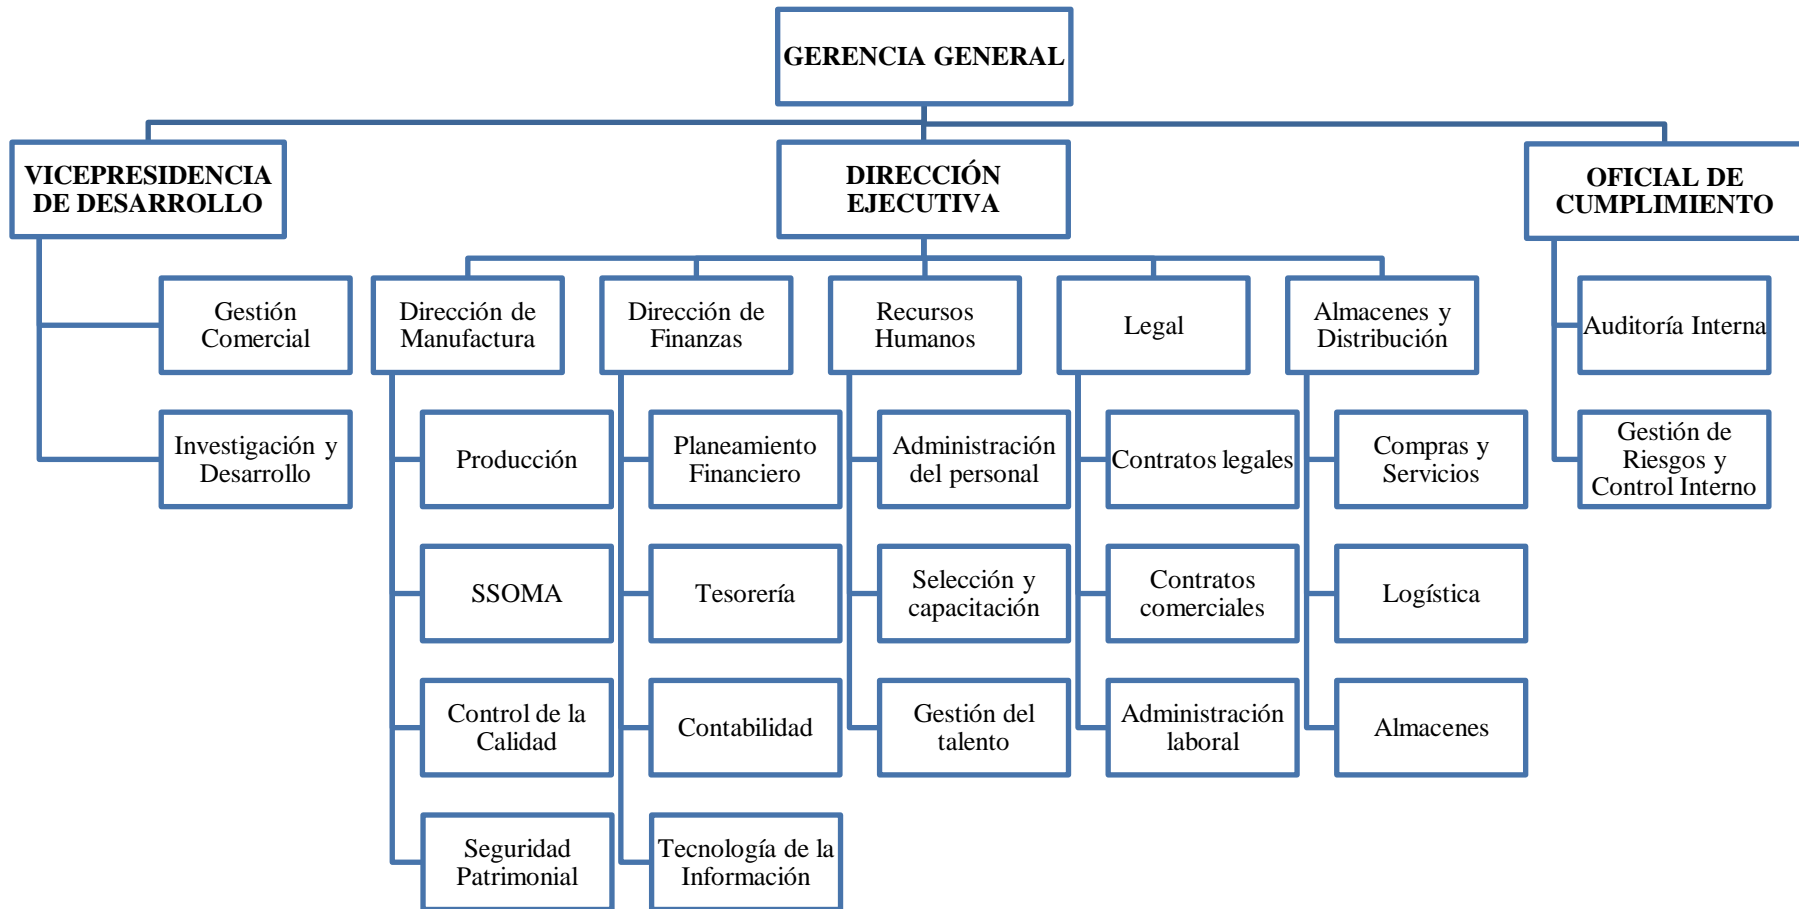 GERENCIA GENERAL
VICEPRESIDENCIA
DE DESARROLLO
DIRECCIÓN
EJECUTIVA
OFICIAL DE
CUMPLIMIENTO
Gestión
Comercial
Dirección de
Manufactura
Dirección de
Finanzas
Recursos
Humanos
Legal
Almacenes y
Distribución
Auditoría Interna
Investigación y
Desarrollo
Producción
Planeamiento
Financiero
Administración
del personal
Contratos legales
Compras y
Servicios
Gestión de
Riesgos y
Control Interno
SSOMA
Tesorería
Selección y
capacitación
Contratos
comerciales
Logística
Control de la
Calidad
Contabilidad
Gestión del
talento
Administración
laboral
Almacenes
Seguridad
Patrimonial
Tecnología de la
Información